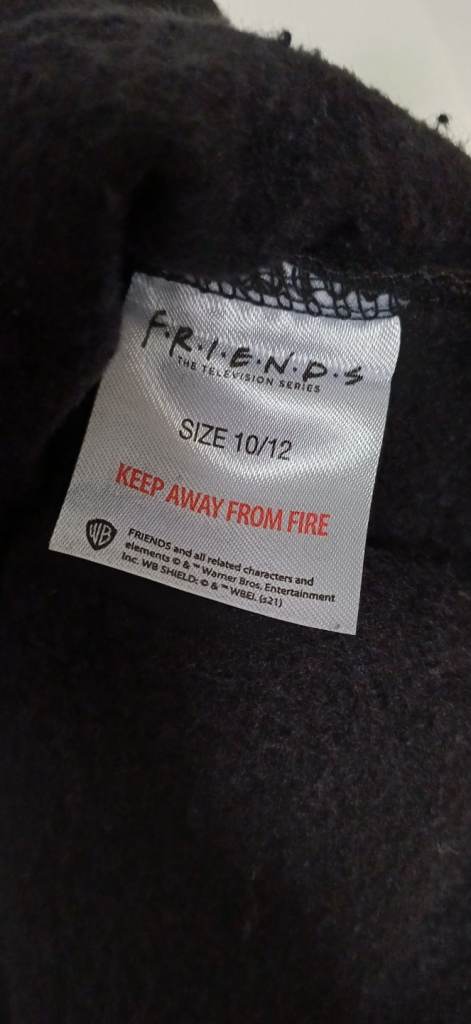 F·R·I·E·N·D·S
THE TELEVISION SERIES
SIZE 10/12
KEEP AWAY FROM FIRE
WB
FRIENDS and all related characters and
elements © & ™ Warner Bros. Entertainment
Inc. WB SHIELD: © & ™ WBEI. (s21)